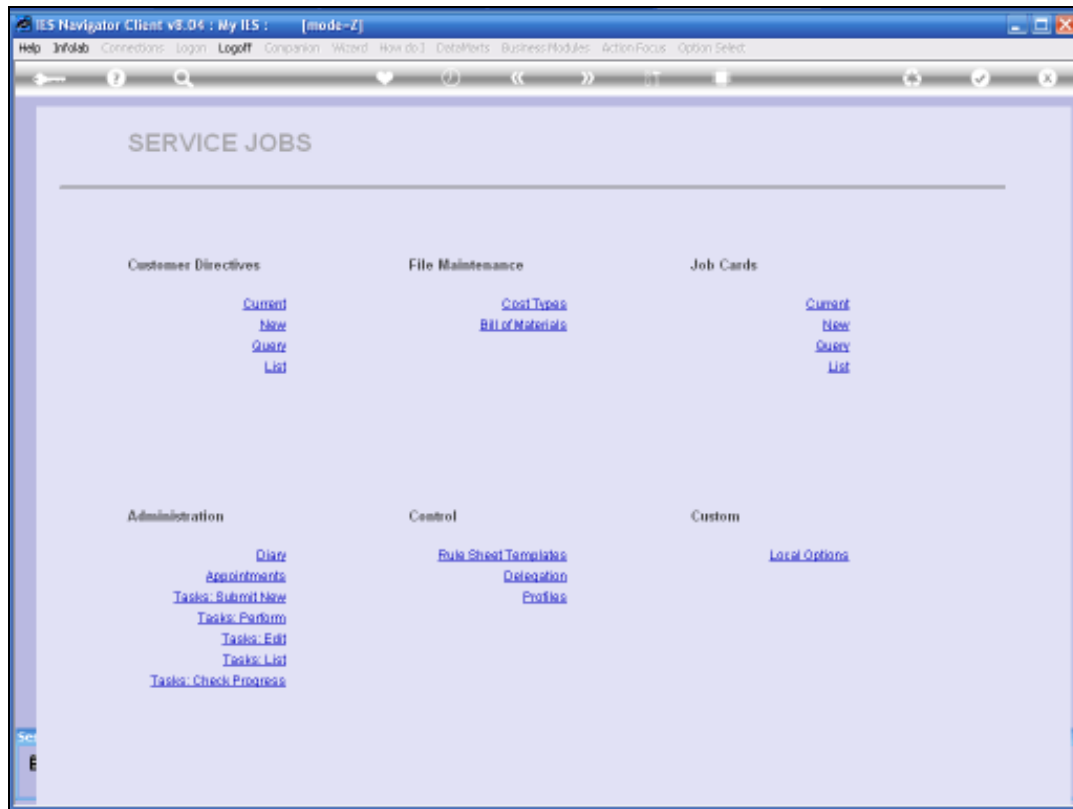 IES Navigator Client v8.04 : My IES : [mode=Z]
Help Infolab Connections Logon Logoff Companion Wizard How do I DataAlerts BusinessModules ActionFocus Option Select
SERVICE JOBS
Customer Directives File Maintenance Job Cards
Current Cost Types Current
New Bill of Materials New
Query Query
List List
Administration Control Custom
Diary Rule Sheet Templates Local Options
Appointments Delegation
Tasks: Submit New Profiles
Tasks: Perform
Tasks: Edit
Tasks: List
Tasks: Check Progress
Ses
E